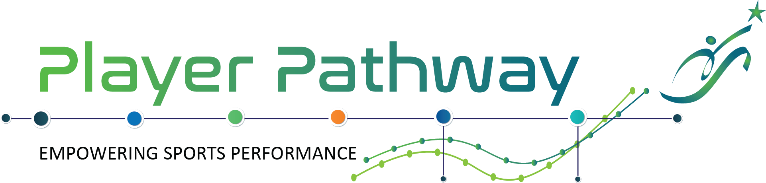 Player Pathway
EMPOWERING SPORTS PERFORMANCE